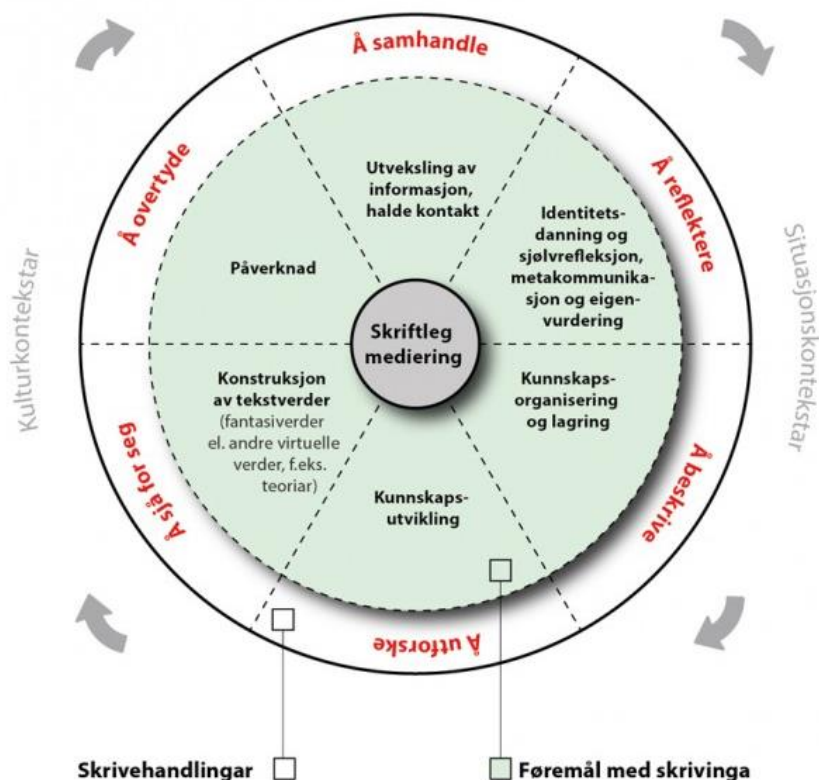 Å samhandle
Å overtyde
Å reflektere
Utveksling av
informasjon,
halde kontakt
Identitets-
danning og
sjølvrefleksjon,
metakommunika-
sjon og eigen-
vurdering
Påverknad
Kulturkontekstar
Situasjonskontekstar
Skriftleg
mediering
Konstruksjon
av tekstverder
(fantasiverder
el. andre virtuelle
verder, f.eks.
teoriar)
Kunnskaps-
organisering
og lagring
Kunnskaps-
utvikling
Å sjå for seg
Å beskrive
Å utforske
Skrivehandlingar
Føremål med skrivinga